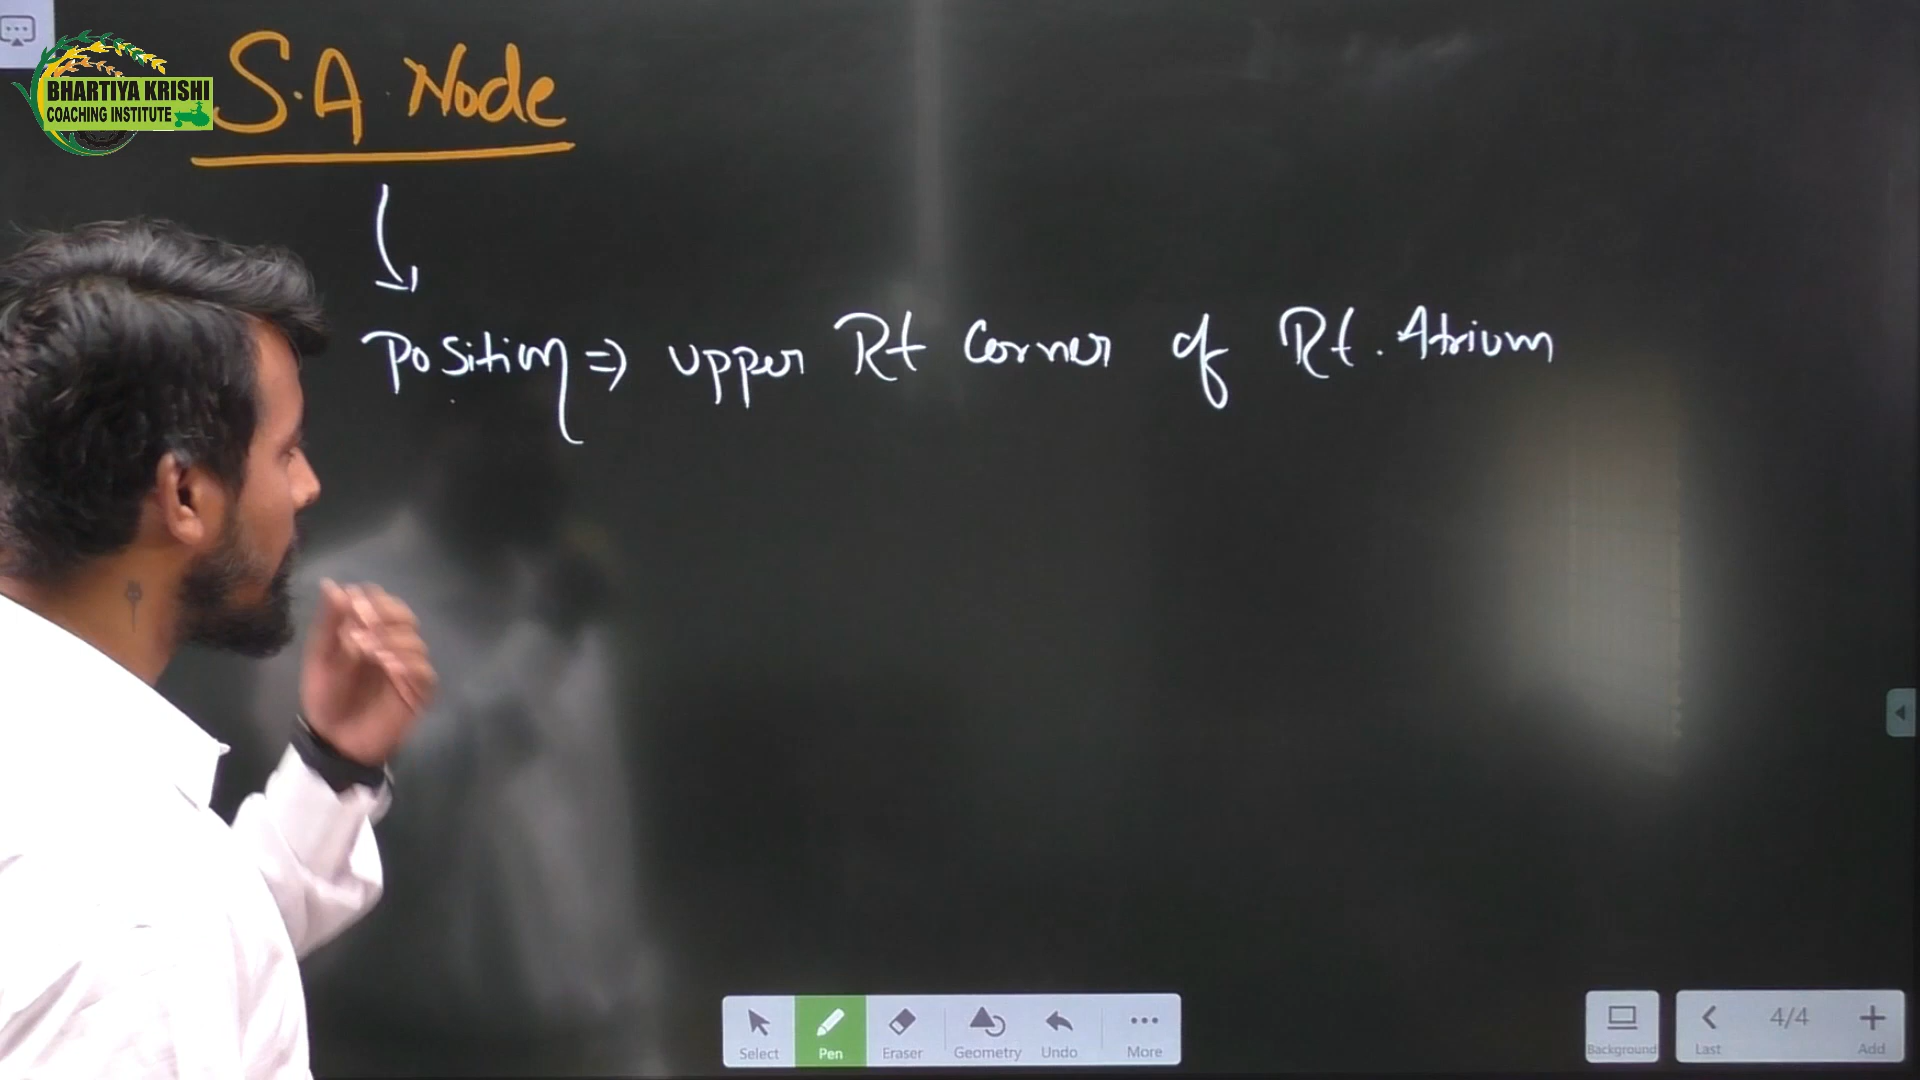 BHARTIYA KRISHI
COACHING INSTITUTE
S.A. Node
Position ⇒ upper Rt corner of Rt. Atrium
Select
Pen
Eraser
Geometry
Undo
More
Background
Last
4/4
Add